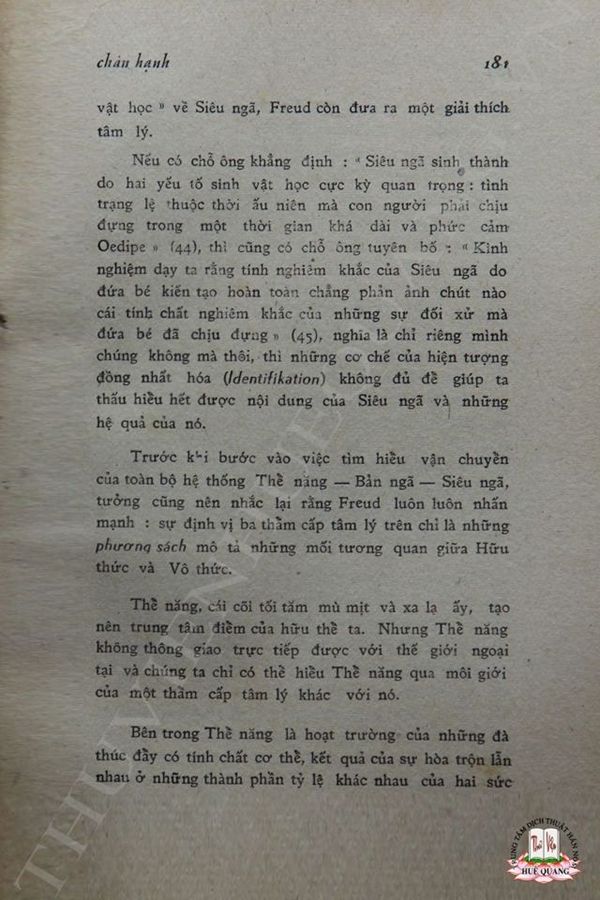 chân hạnh 181
vật học » về Siêu ngã, Freud còn đưa ra một giải thích
tâm lý.
Nếu có chỗ ông khẳng định : « Siêu ngã sinh thành
do hai yếu tố sinh vật học cực kỳ quan trọng : tình
trạng lệ thuộc thời ấu niên mà con người phải chịu
đựng trong một thời gian khá dài và phức cảm
Oedipe » (44), thì cũng có chỗ ông tuyên bố : « Kinh
nghiệm dạy ta rằng tính nghiêm khắc của Siêu ngã do
đứa bé kiến tạo hoàn toàn chẳng phản ảnh chút nào
cái tính chất nghiêm khắc của những sự đối xử mà
đứa bé đã chịu đựng » (45), nghĩa là chỉ riêng mình
chúng không mà thôi, thì những cơ chế của hiện tượng
đồng nhất hóa (Identifikation) không đủ để giúp ta
thấu hiểu hết được nội dung của Siêu ngã và những
hệ quả của nó.
Trước khi bước vào việc tìm hiểu vận chuyển
của toàn bộ hệ thống Thể năng — Bản ngã — Siêu ngã,
tưởng cũng nên nhắc lại rằng Freud luôn luôn nhấn
mạnh : sự định vị ba thẩm cấp tâm lý trên chỉ là những
phương sách mô tả những mối tương quan giữa Hữu
thức và Vô thức.
Thể năng, cái cõi tối tăm mù mịt và xa lạ ấy, tạo
nên trung tâm điểm của hữu thể ta. Nhưng Thể năng
không thông giao trực tiếp được với thế giới ngoại
tại và chúng ta chỉ có thể hiểu Thể năng qua môi giới
của một thẩm cấp tâm lý khác với nó.
Bên trong Thể năng là hoạt trường của những đà
thúc đẩy có tính chất cơ thể, kết quả của sự hòa trộn lẫn
nhau ở những thành phần tỷ lệ khác nhau của hai sức
TRUNG TÂM DỊCH THUẬT HÁN NÔM
HUỆ QUANG